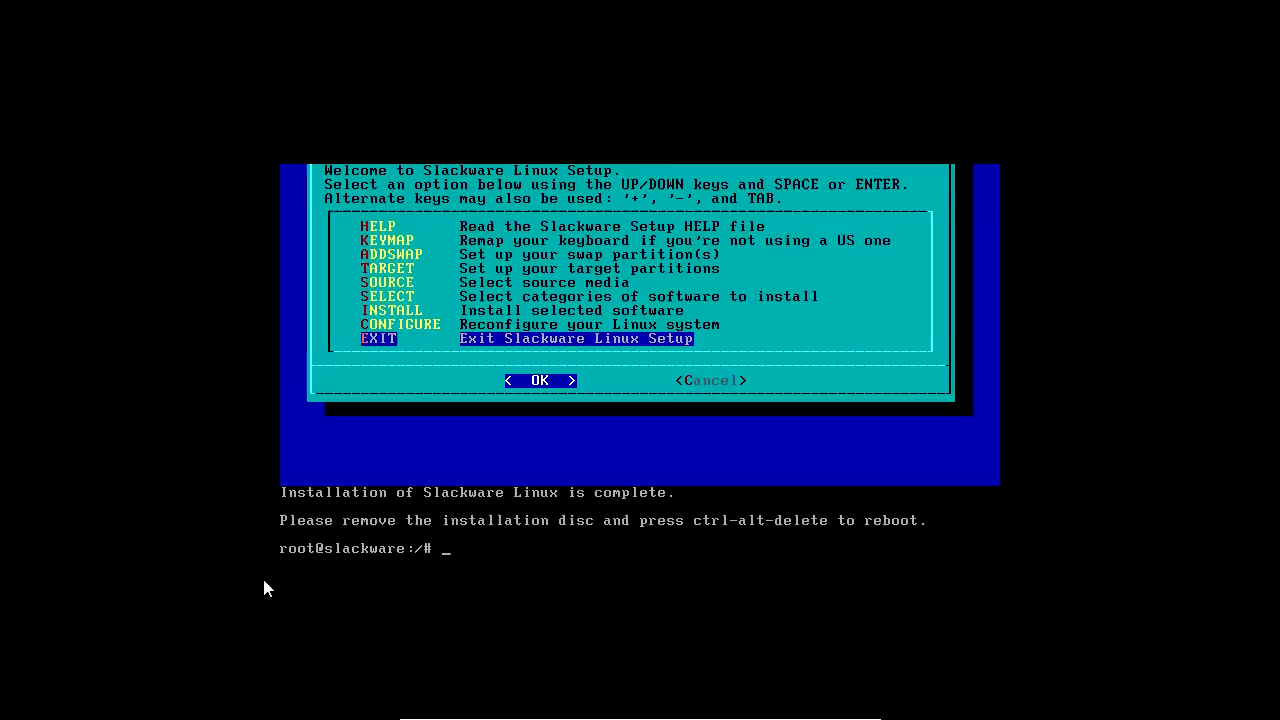 Welcome to Slackware Linux Setup.
Select an option below using the UP/DOWN keys and SPACE or ENTER.
Alternate keys may also be used: '+', '-', and TAB.
HELP Read the Slackware Setup HELP file
KEYMAP Remap your keyboard if you're not using a US one
ADDSWAP Set up your swap partition(s)
TARGET Set up your target partitions
SOURCE Select source media
SELECT Select categories of software to install
INSTALL Install selected software
CONFIGURE Reconfigure your Linux system
EXIT Exit Slackware Linux Setup
< OK > <Cancel>
Installation of Slackware Linux is complete.
Please remove the installation disc and press ctrl-alt-delete to reboot.
root@slackware:/# _